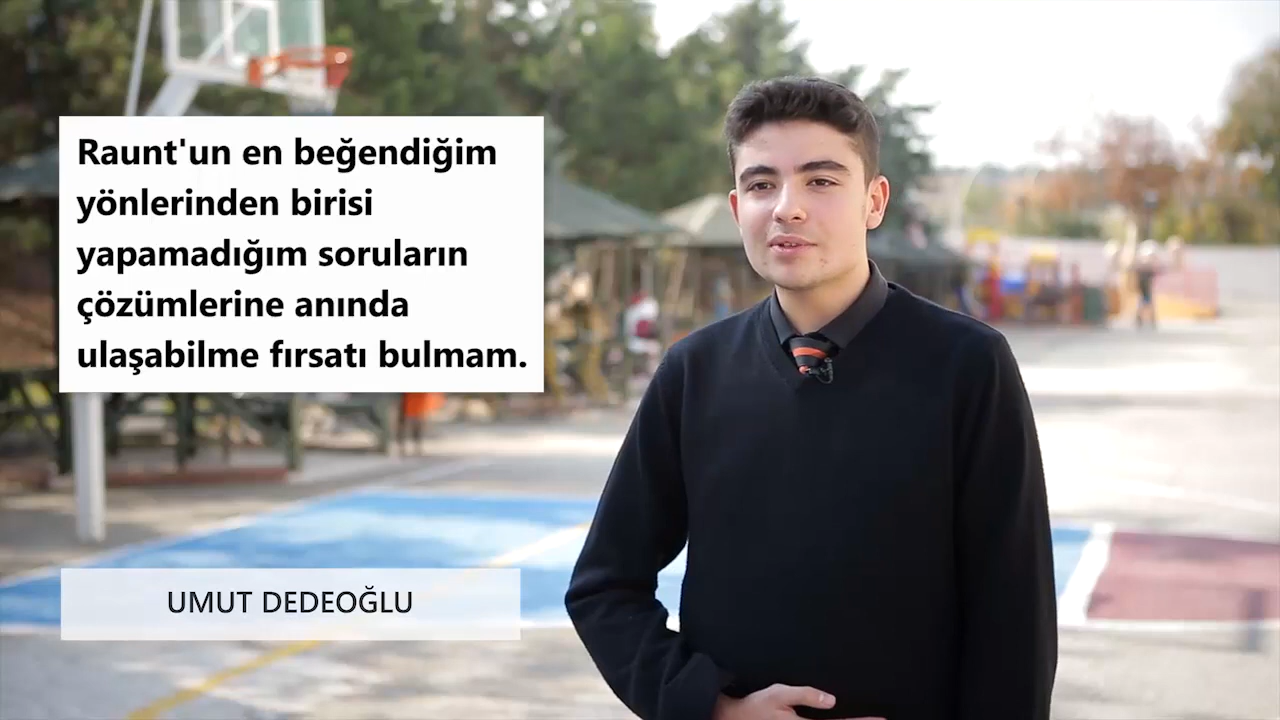 Raunt'un en beğendiğim
yönlerinden birisi
yapamadığım soruların
çözümlerine anında
ulaşabilme fırsatı bulmam.
UMUT DEDEOĞLU